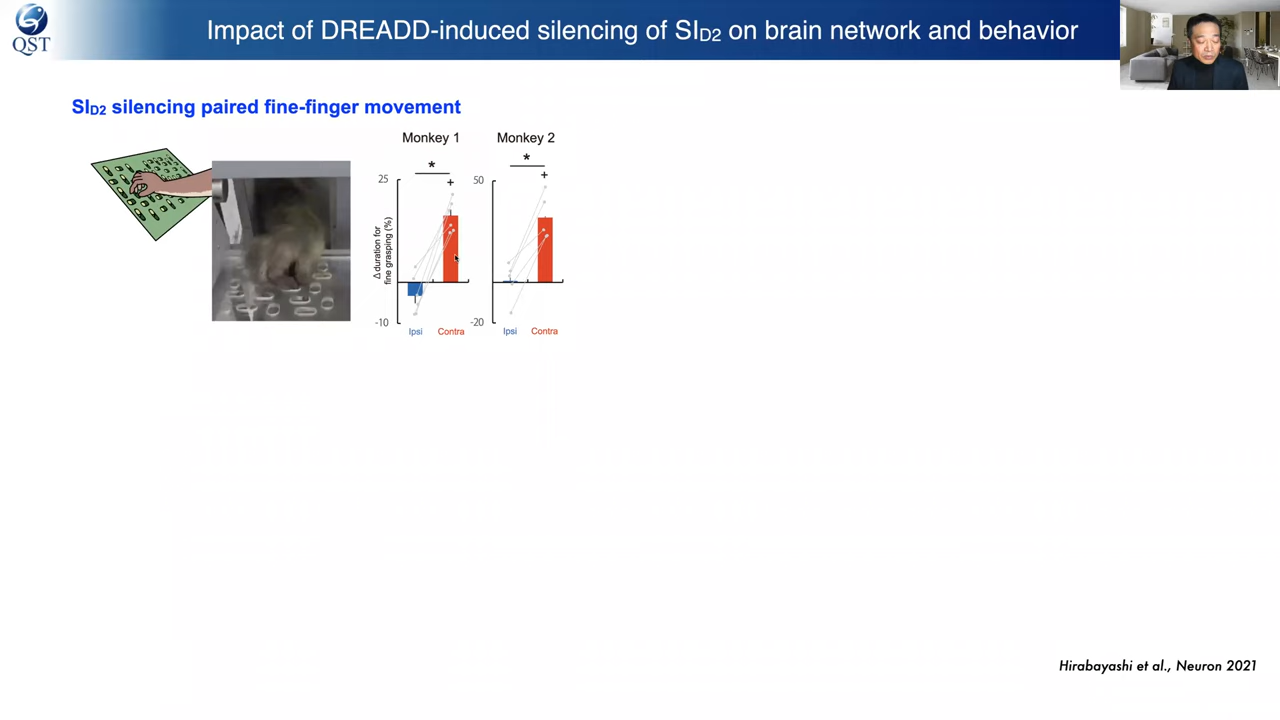 QST
Impact of DREADD-induced silencing of SID2 on brain network and behavior
SID2 silencing paired fine-finger movement
Monkey 1
Monkey 2
*
*
+
+
25
-10
Δ duration for
fine grasping (%)
Ipsi
Contra
50
-20
Ipsi
Contra
Hirabayashi et al., Neuron 2021